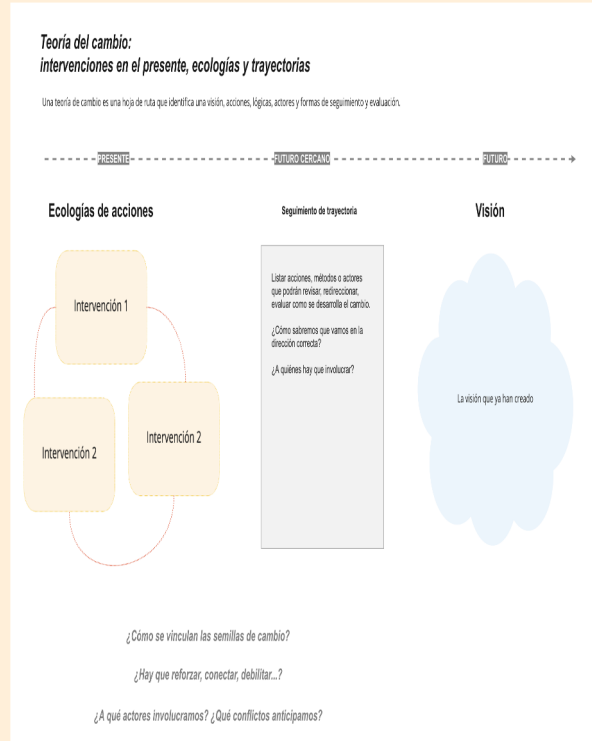 Teoría del cambio:
intervenciones en el presente, ecologías y trayectorias
Una teoría de cambio es una hoja de ruta que identifica una visión, acciones, lógicas, actores y formas de seguimiento y evaluación.
PRESENTE
FUTURO CERCANO
FUTURO
Ecologías de acciones
Seguimiento de trayectoria
Visión
Intervención 1
Intervención 2
Intervención 2
Listar acciones, métodos o actores
que podrán revisar, redireccionar,
evaluar como se desarrolla el cambio.
¿Cómo sabremos que vamos en la
dirección correcta?
¿A quiénes hay que involucrar?
La visión que ya han creado
¿Cómo se vinculan las semillas de cambio?
¿Hay que reforzar, conectar, debilitar...?
¿A qué actores involucramos? ¿Qué conflictos anticipamos?